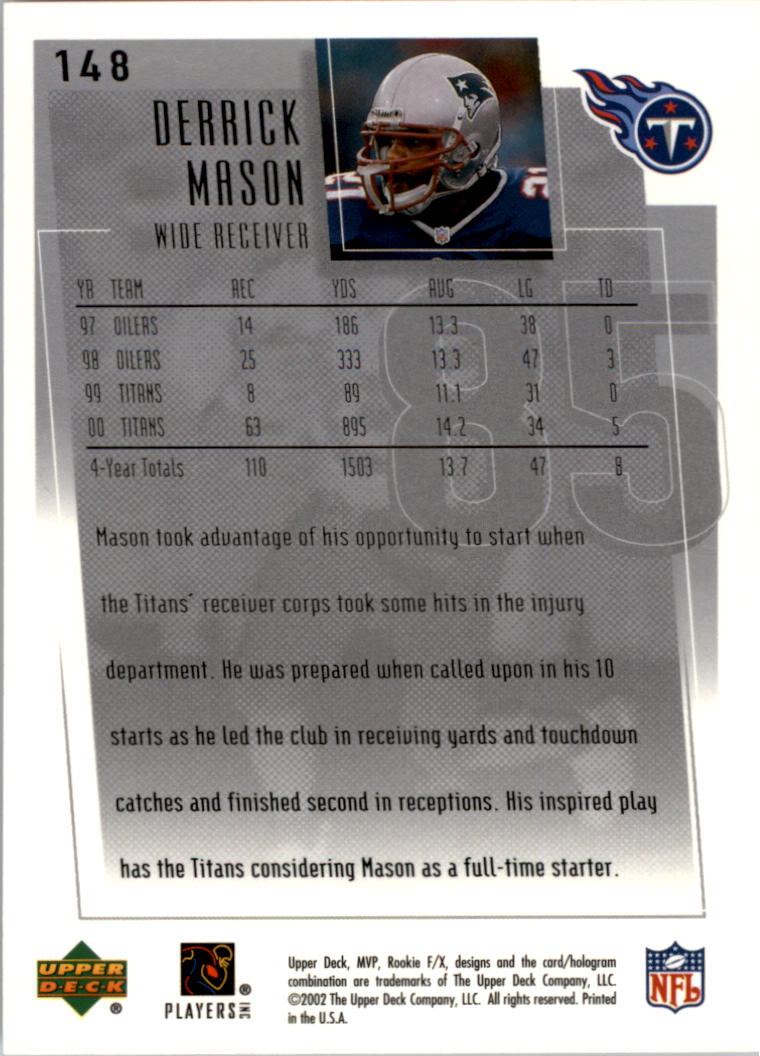 148
DERRICK
MASON
WIDE RECEIVER
T
21
NFL
85
YR TEAM REC YDS AVG LG TD
97 OILERS 14 186 13.3 38 0
98 OILERS 25 333 13.3 47 3
99 TITANS 8 89 11.1 31 0
00 TITANS 63 895 14.2 34 5
4-Year Totals 110 1503 13.7 47 8
Mason took advantage of his opportunity to start when
the Titans' receiver corps took some hits in the injury
department. He was prepared when called upon in his 10
starts as he led the club in receiving yards and touchdown
catches and finished second in receptions. His inspired play
has the Titans considering Mason as a full-time starter.
UPPER
D·E·C·K
®
PLAYERS INC ®
Upper Deck, MVP, Rookie F/X, designs and the card/hologram
combination are trademarks of The Upper Deck Company, LLC.
©2002 The Upper Deck Company, LLC. All rights reserved. Printed
in the U.S.A.
NFL